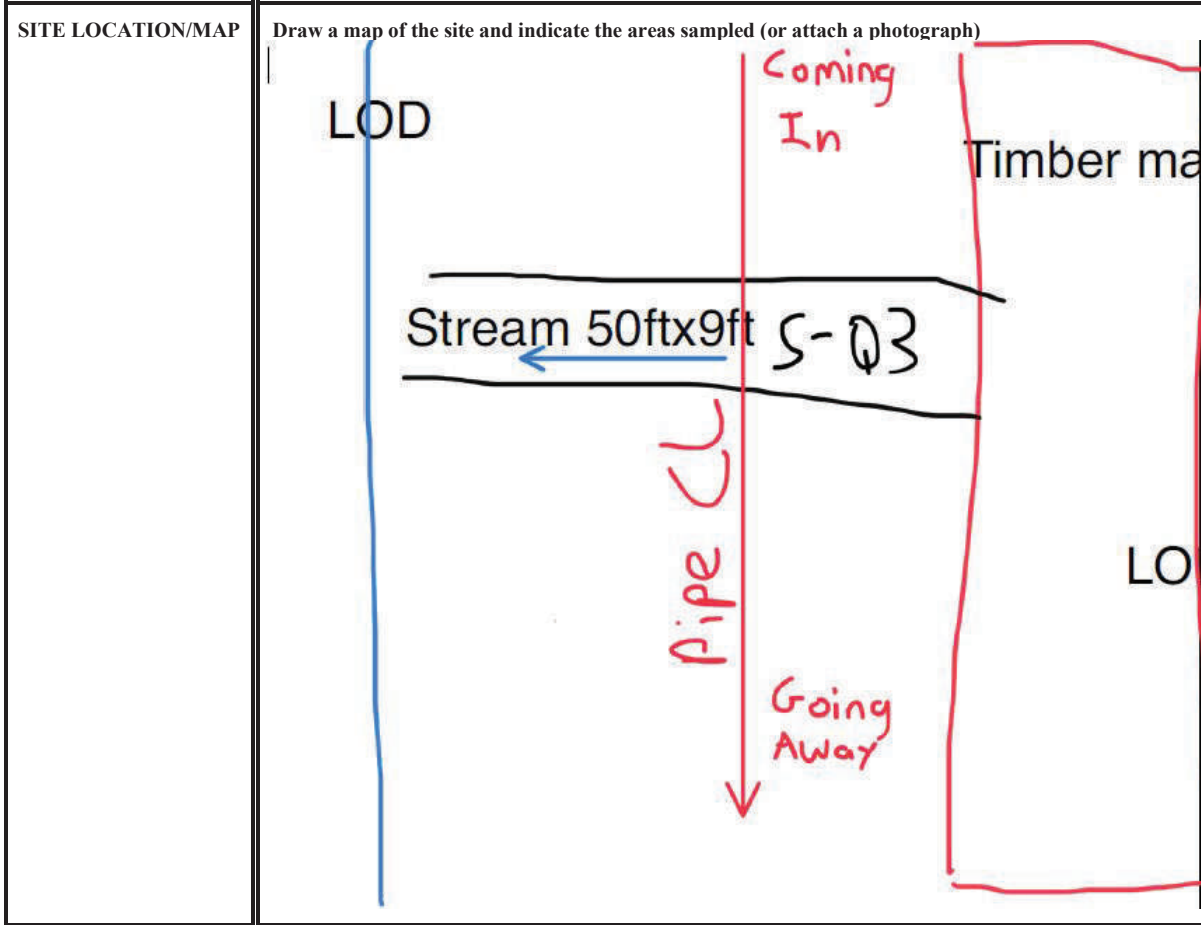 SITE LOCATION/MAP
Draw a map of the site and indicate the areas sampled (or attach a photograph)
Coming
In
LOD
Timber ma
Stream 50ftx9ft S-Q3
Pipe CL
LO
Going
Away